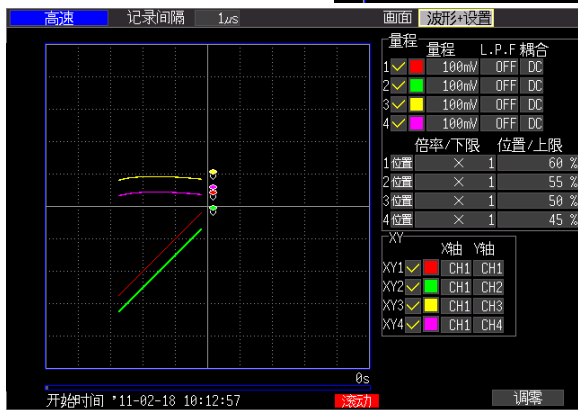 高速 记录间隔 1μs 画面 波形+设置
量程
量程 L.P.F 耦合
1 100mV OFF DC
2 100mV OFF DC
3 100mV OFF DC
4 100mV OFF DC
倍率/下限 位置/上限
1 位置 × 1 60 %
2 位置 × 1 55 %
3 位置 × 1 50 %
4 位置 × 1 45 %
XY
X轴 Y轴
XY1 CH1 CH1
XY2 CH1 CH2
XY3 CH1 CH3
XY4 CH1 CH4
0s
开始时间 '11-02-18 10:12:57 滚动 调零